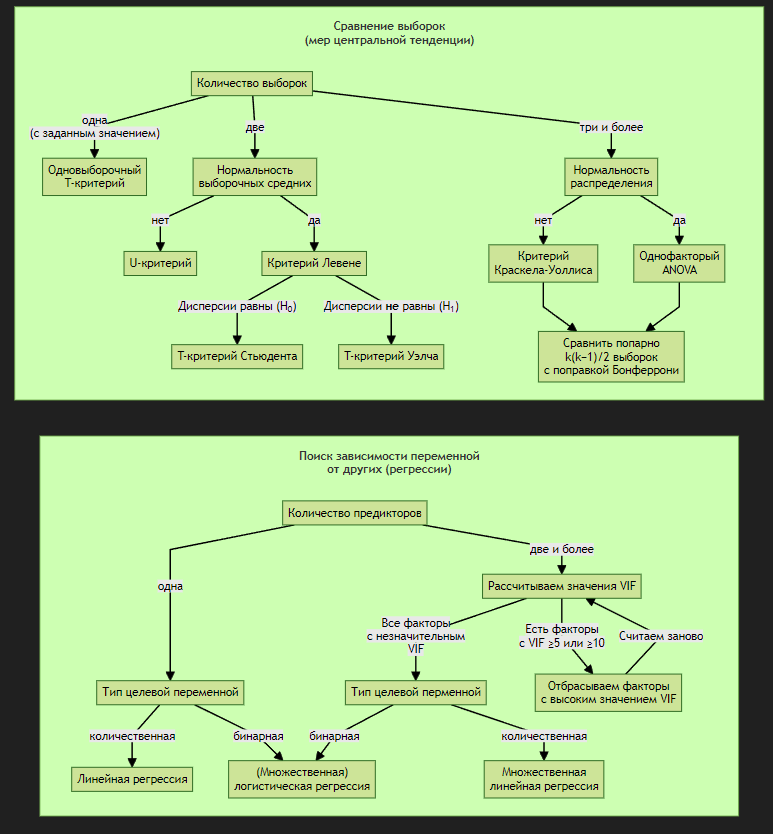 Сравнение выборок
(мер центральной тенденции)
Количество выборок
одна
(с заданным значением)
две
три и более
Одновыборочный
Т-критерий
Нормальность
выборочных средних
Нормальность
распределения
нет
да
нет
да
U-критерий
Критерий Левене
Критерий
Краскела-Уоллиса
Однофакторый
ANOVA
Дисперсии равны (H₀)
Дисперсии не равны (H₁)
Т-критерий Стьюдента
Т-критерий Уэлча
Сравнить попарно
k(k−1)/2 выборок
с поправкой Бонферрони
Поиск зависимости переменной
от других (регрессии)
Количество предикторов
одна
две и более
Рассчитываем значения VIF
Все факторы
с незначительным
VIF
Есть факторы
с VIF ≥5 или ≥10
Считаем заново
Тип целевой переменной
Тип целевой перменной
Отбрасываем факторы
с высоким значением VIF
количественная
бинарная
бинарная
количественная
Линейная регрессия
(Множественная)
логистическая регрессия
Множественная
линейная регрессия